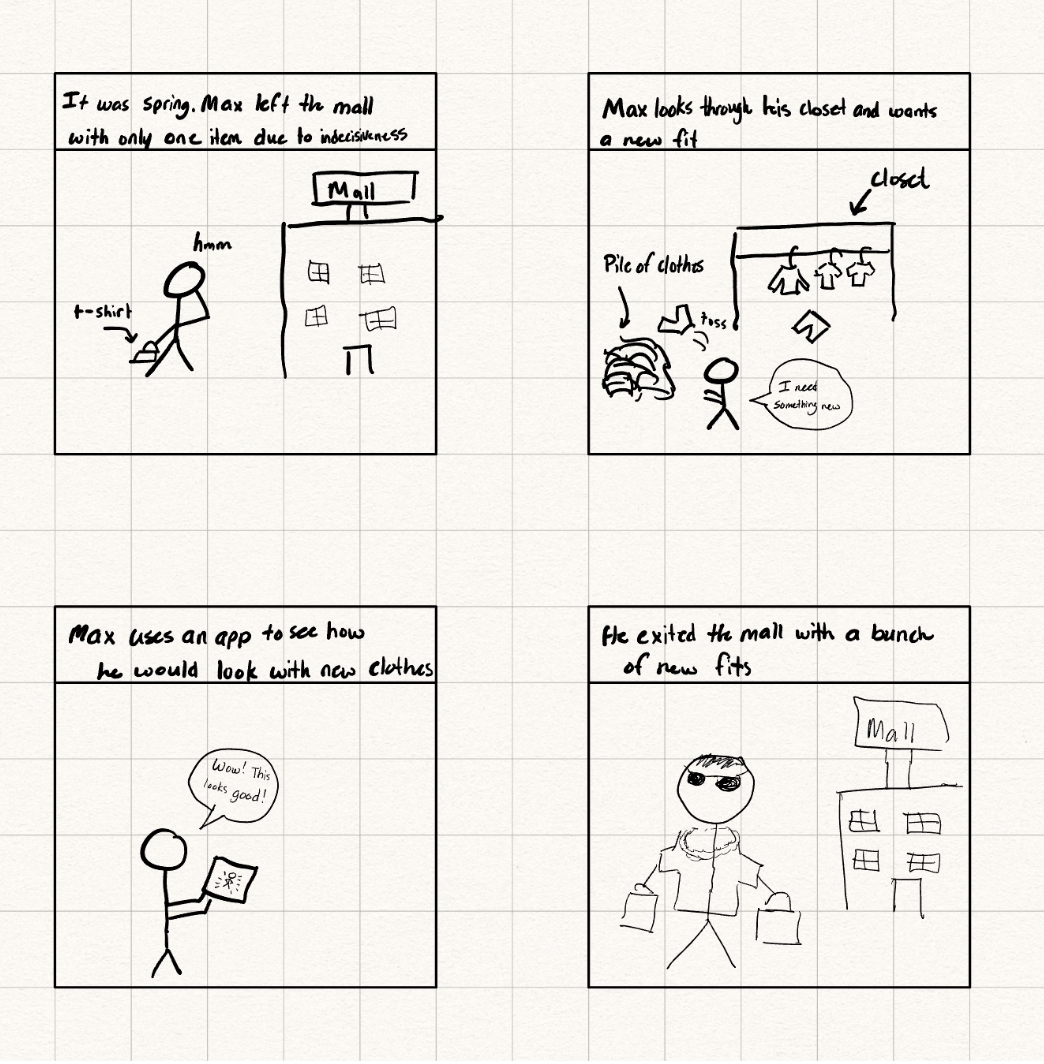 It was spring. Max left the mall
with only one item due to indecisiveness
Mall
hmm
t-shirt
Max looks through his closet and wants
a new fit
closet
Pile of clothes
Toss
I need
something new
Max uses an app to see how
he would look with new clothes
Wow! This
looks good!
He exited the mall with a bunch
of new fits
Mall